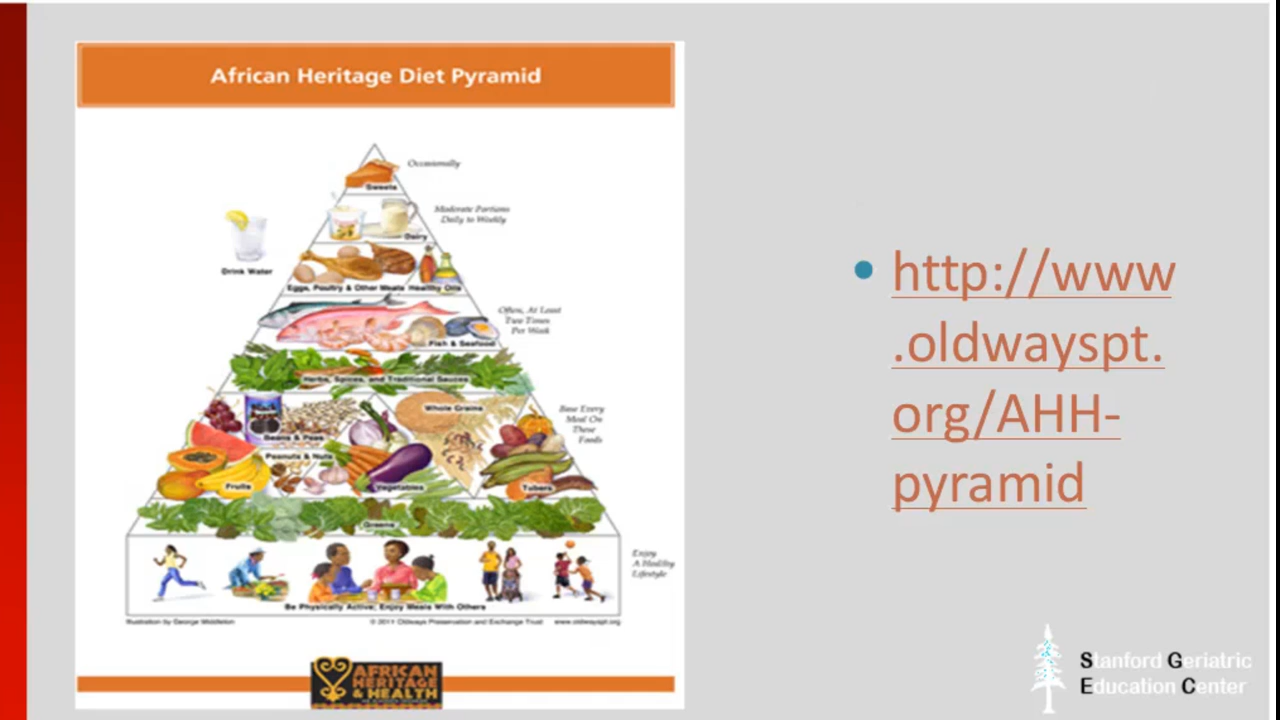 African Heritage Diet Pyramid
Occasionally
Sweets
Moderate Portions
Daily to Weekly
Dairy
Drink Water
Eggs, Poultry & Other Meats Healthy Oils
Often, At Least
Two Times
Per Week
Fish & Seafood
Herbs, Spices, and Traditional Sauces
Whole Grains
Base Every
Meal On
These
Foods
Beans & Peas
Peanuts & Nuts
Fruits
Vegetables
Tubers
Greens
Enjoy
A Healthy
Lifestyle
Be Physically Active; Enjoy Meals With Others
Illustration by George Middleton © 2011 Oldways Preservation and Exchange Trust www.oldwayspt.org
AFRICAN
HERITAGE
& HEALTH
http://www
.oldwayspt.
org/AHH-
pyramid
Stanford Geriatric
Education Center